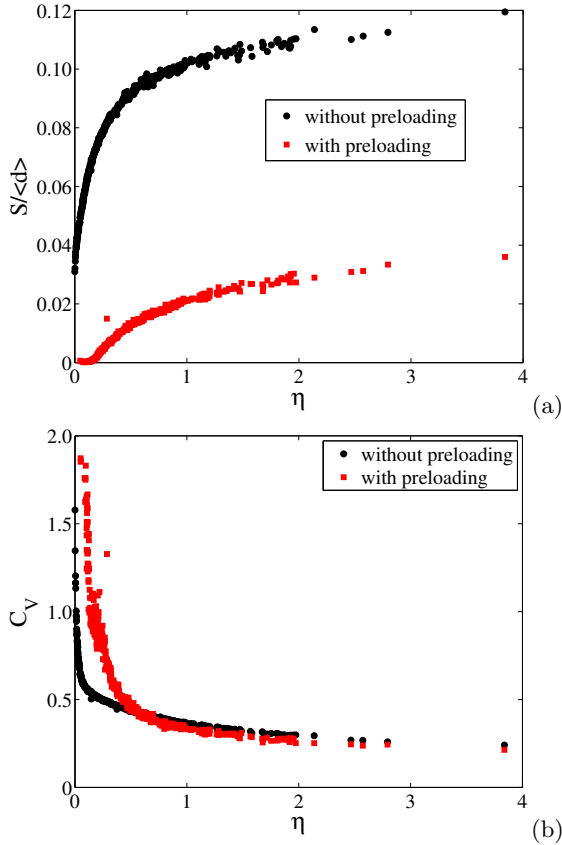 0.12
0.10
0.08
0.06
0.04
0.02
0
S/<d>
without preloading
with preloading
0 1 2 3 4
η
(a)
2.0
1.5
1.0
0.5
0
C_V
without preloading
with preloading
0 1 2 3 4
η
(b)